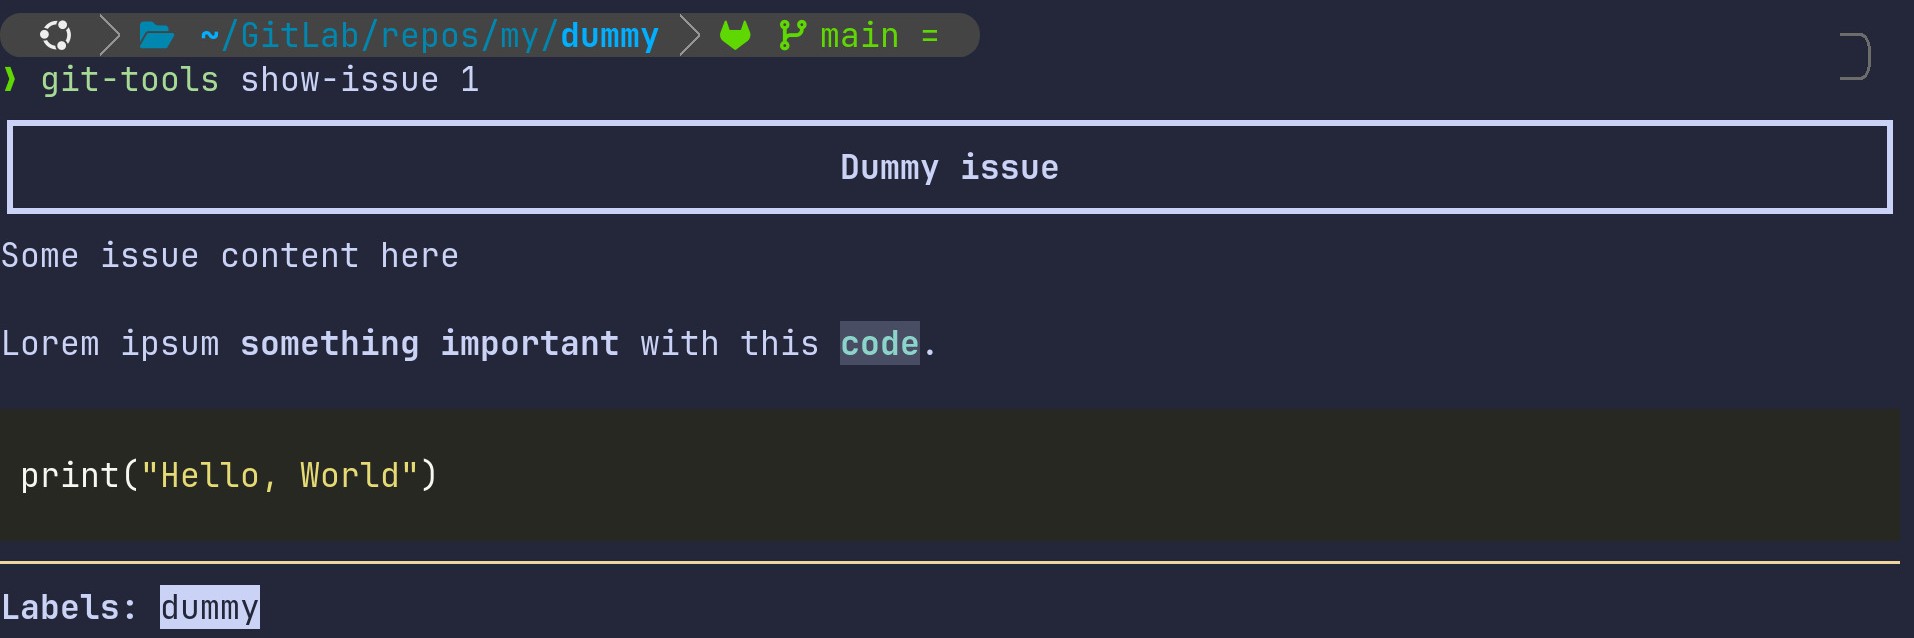 ~/GitLab/repos/my/dummy main =
❯ git-tools show-issue 1
Dummy issue
Some issue content here
Lorem ipsum something important with this code.
print("Hello, World")
Labels: dummy